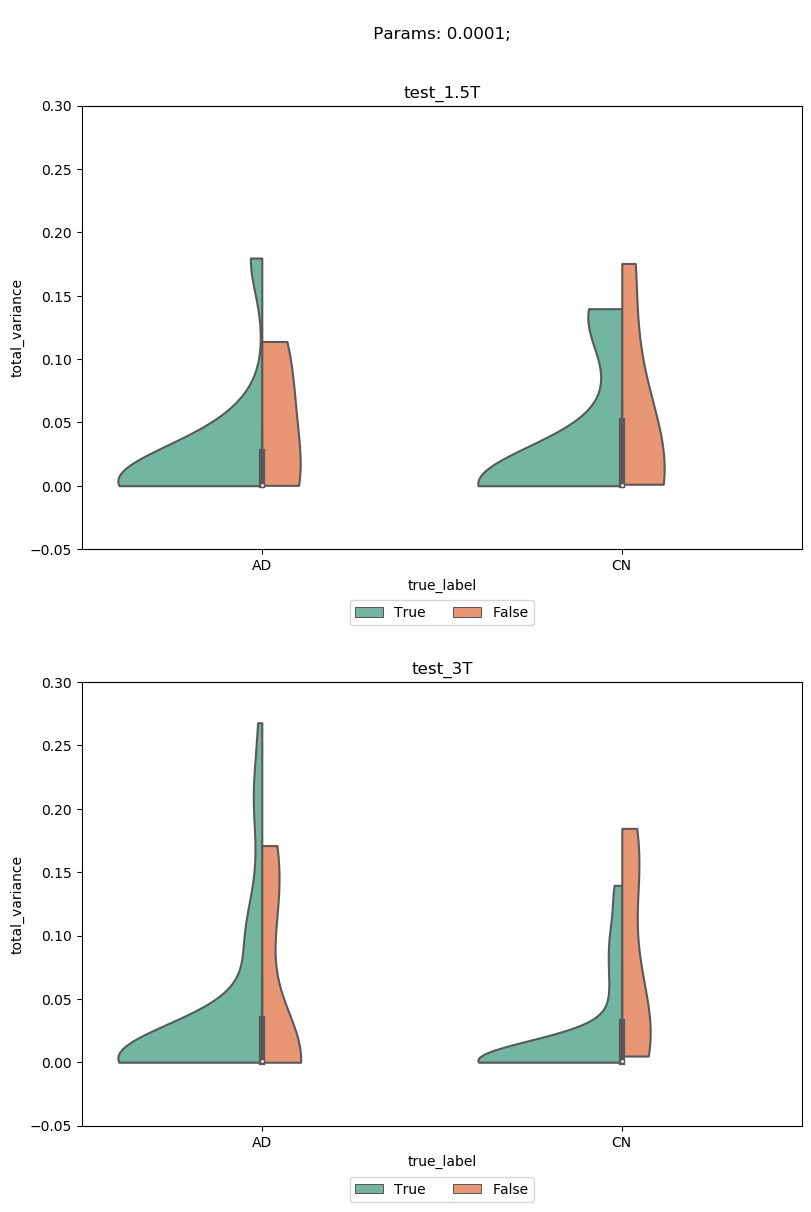 Params: 0.0001;
test_1.5T
0.30
0.25
0.20
0.15
0.10
0.05
0.00
−0.05
total_variance
AD CN
true_label
True False
test_3T
0.30
0.25
0.20
0.15
0.10
0.05
0.00
−0.05
total_variance
AD CN
true_label
True False